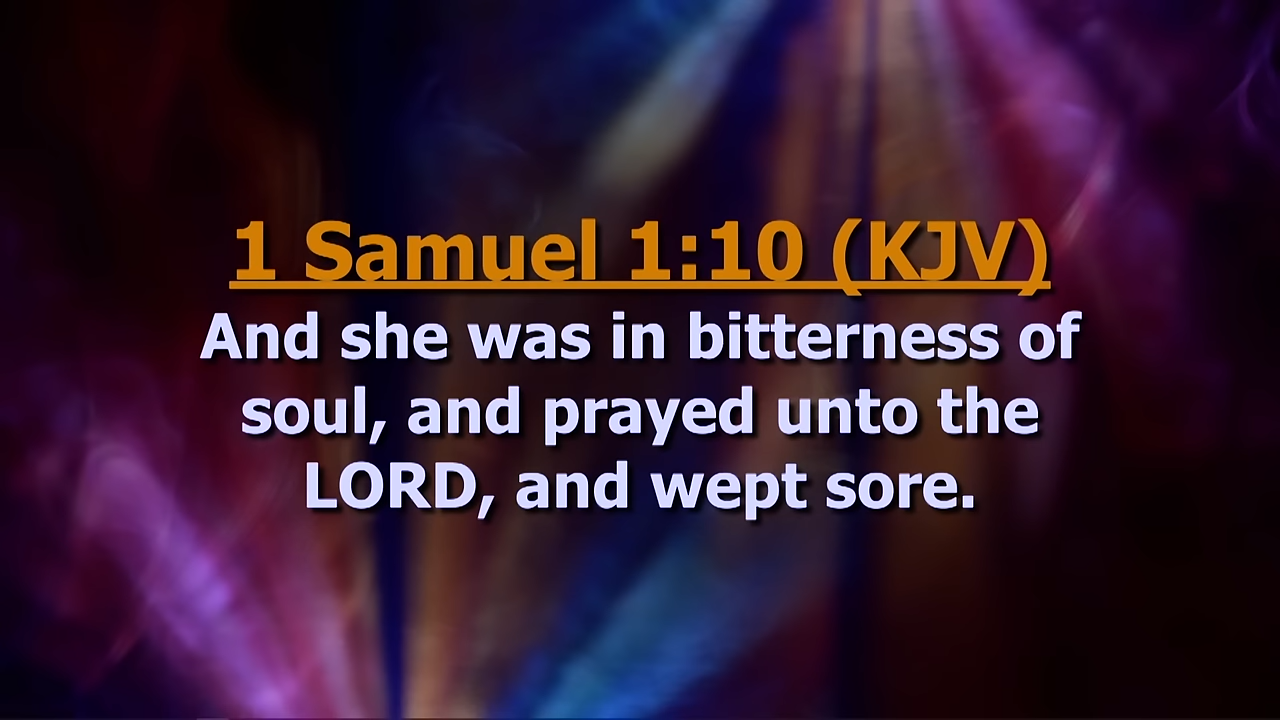 1 Samuel 1:10 (KJV)
And she was in bitterness of
soul, and prayed unto the
LORD, and wept sore.